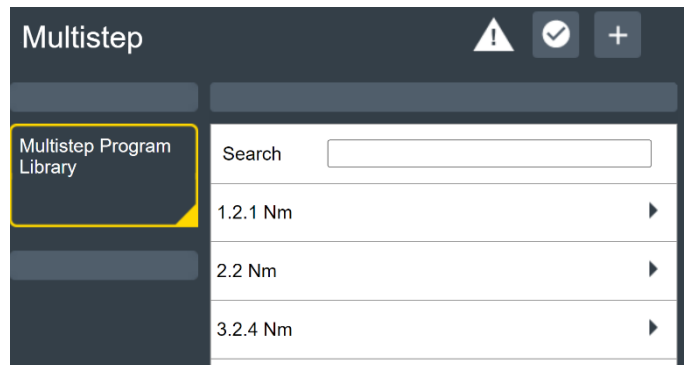 Multistep
Multistep Program
Library
Search
1.2.1 Nm
2.2 Nm
3.2.4 Nm